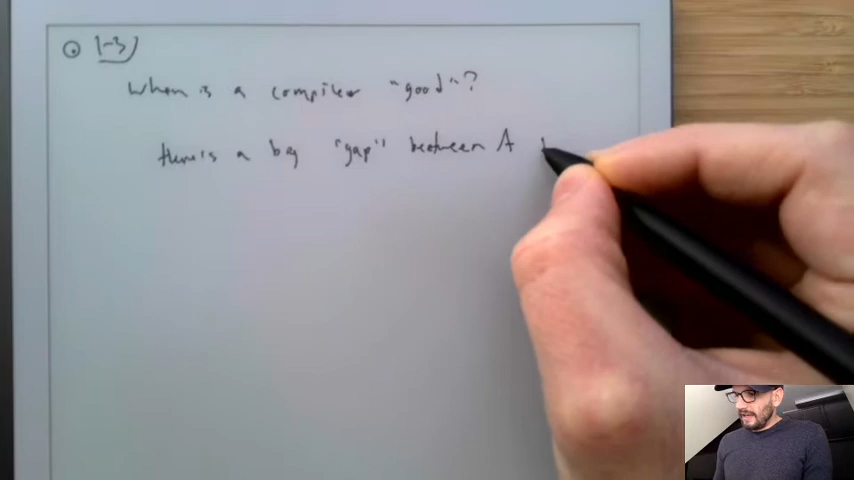 1-3)
When is a compiler "good"?
there's a big "gap" between A